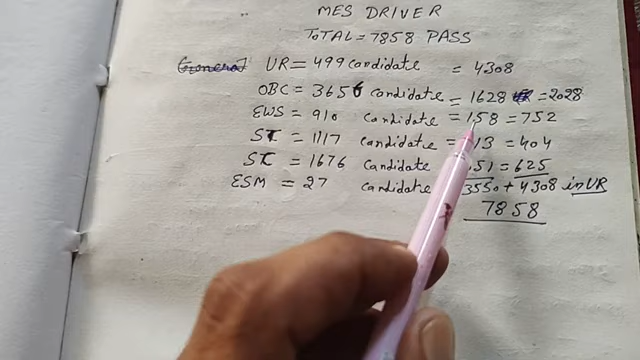 MES DRIVER
TOTAL = 7858 PASS
General UR = 499 candidate = 4308
OBC = 3656 candidate = 1628 = 2028
EWS = 910 candidate = 158 = 752
ST = 1117 candidate 13 = 404
SC = 1676 candidate 51 = 625
ESM = 27 candidate 3550 + 4308 in UR
7858